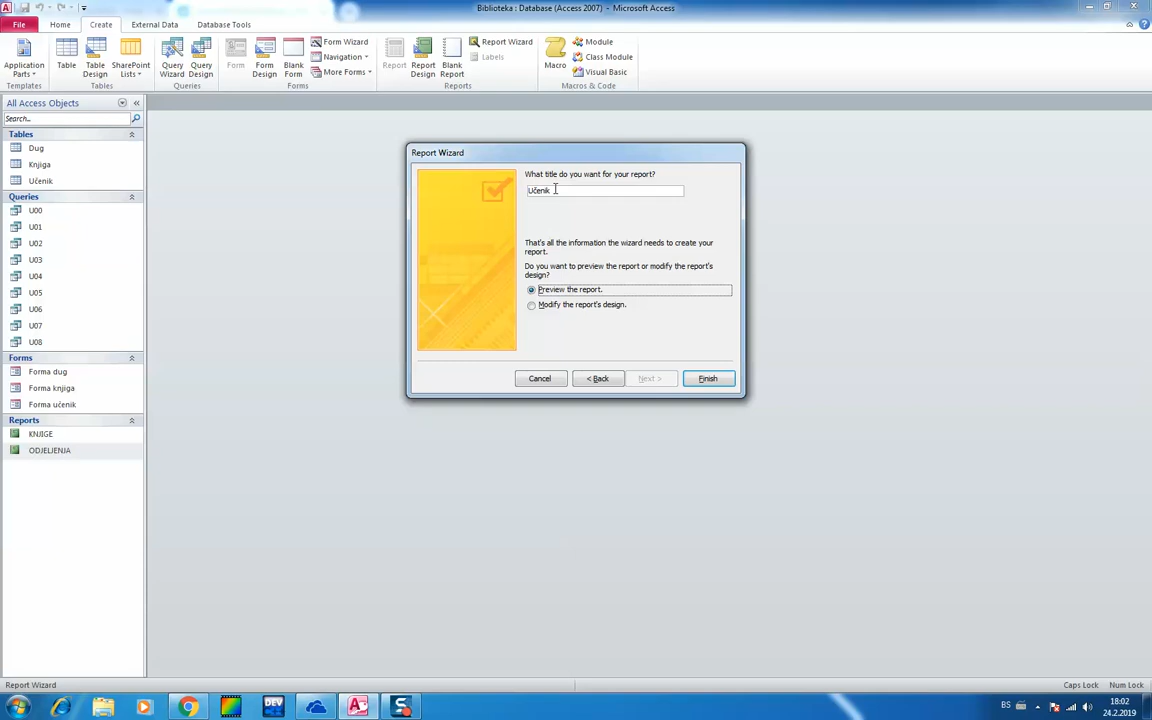 Biblioteka : Database (Access 2007) - Microsoft Access
File Home Create External Data Database Tools
Application Parts Table Table Design SharePoint Lists Query Wizard Query Design Form Form Design Blank Form Form Wizard Navigation More Forms Report Report Design Blank Report Report Wizard Labels Macro Module Class Module Visual Basic
Templates Tables Queries Forms Reports Macros & Code
All Access Objects
Search...
Tables
Dug
Knjiga
Učenik
Queries
U00
U01
U02
U03
U04
U05
U06
U07
U08
Forms
Forma dug
Forma knjiga
Forma učenik
Reports
KNJIGE
ODJELJENJA
Report Wizard
What title do you want for your report?
Učenik
That's all the information the wizard needs to create your
report.
Do you want to preview the report or modify the report's
design?
Preview the report.
Modify the report's design.
Cancel < Back Next > Finish
Report Wizard Caps Lock Num Lock
DEV
BS 18:02
24.2.2019